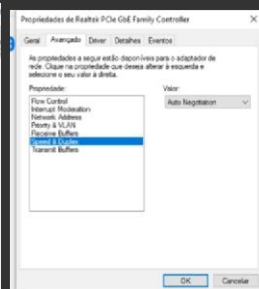 Propriedades de Realtek PCIe GbE Family Controller
Geral Avançado Driver Detalhes Eventos
As propriedades a seguir estão disponíveis para o adaptador de
rede. Clique na propriedade que deseja alterar à esquerda e
selecione o seu valor à direita.
Propriedade: Valor:
Flow Control Auto Negotiation
Interrupt Moderation
Network Address
Priority & VLAN
Receive Buffers
Speed & Duplex
Transmit Buffers
OK Cancelar